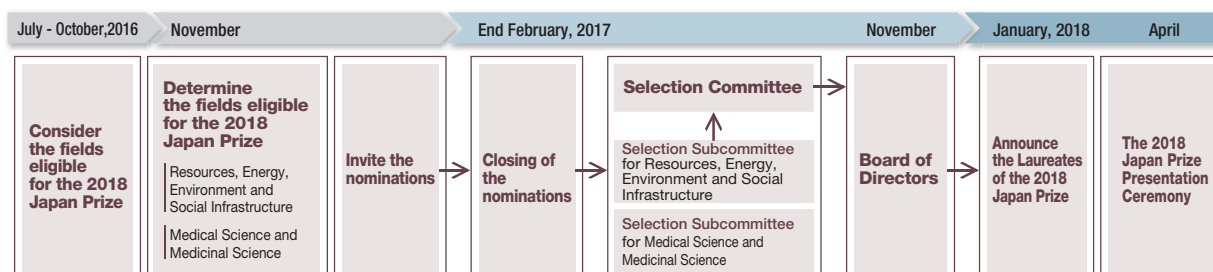 July - October,2016
November
End February, 2017
November
January, 2018
April
Consider
the fields
eligible
for the 2018
Japan Prize
Determine
the fields eligible
for the 2018
Japan Prize
Resources, Energy,
Environment and
Social Infrastructure
Medical Science and
Medicinal Science
Invite the
nominations
Closing of
the
nominations
Selection Committee
Selection Subcommittee
for Resources, Energy,
Environment and Social
Infrastructure
Selection Subcommittee
for Medical Science and
Medicinal Science
Board of
Directors
Announce
the Laureates
of the 2018
Japan Prize
The 2018
Japan Prize
Presentation
Ceremony